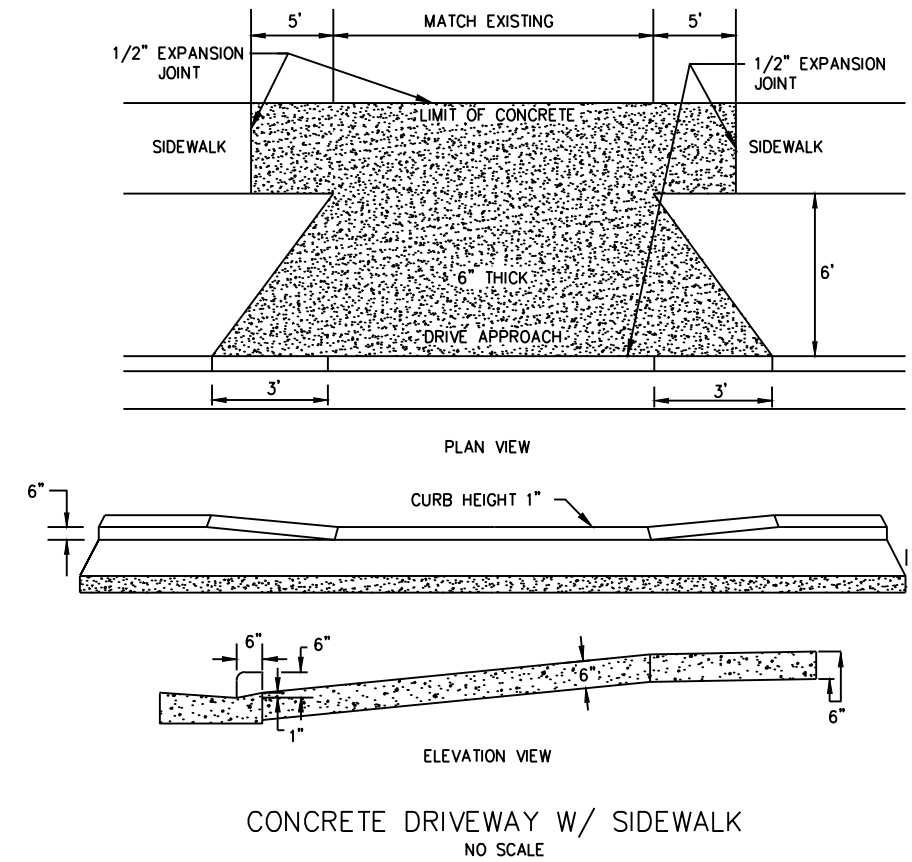 5'
MATCH EXISTING
5'
1/2" EXPANSION
JOINT
1/2" EXPANSION
JOINT
LIMIT OF CONCRETE
SIDEWALK
SIDEWALK
6'
6" THICK
DRIVE APPROACH
3'
3'
PLAN VIEW
6"
CURB HEIGHT 1"
6"
6"
6"
6"
1"
ELEVATION VIEW
CONCRETE DRIVEWAY W/ SIDEWALK
NO SCALE